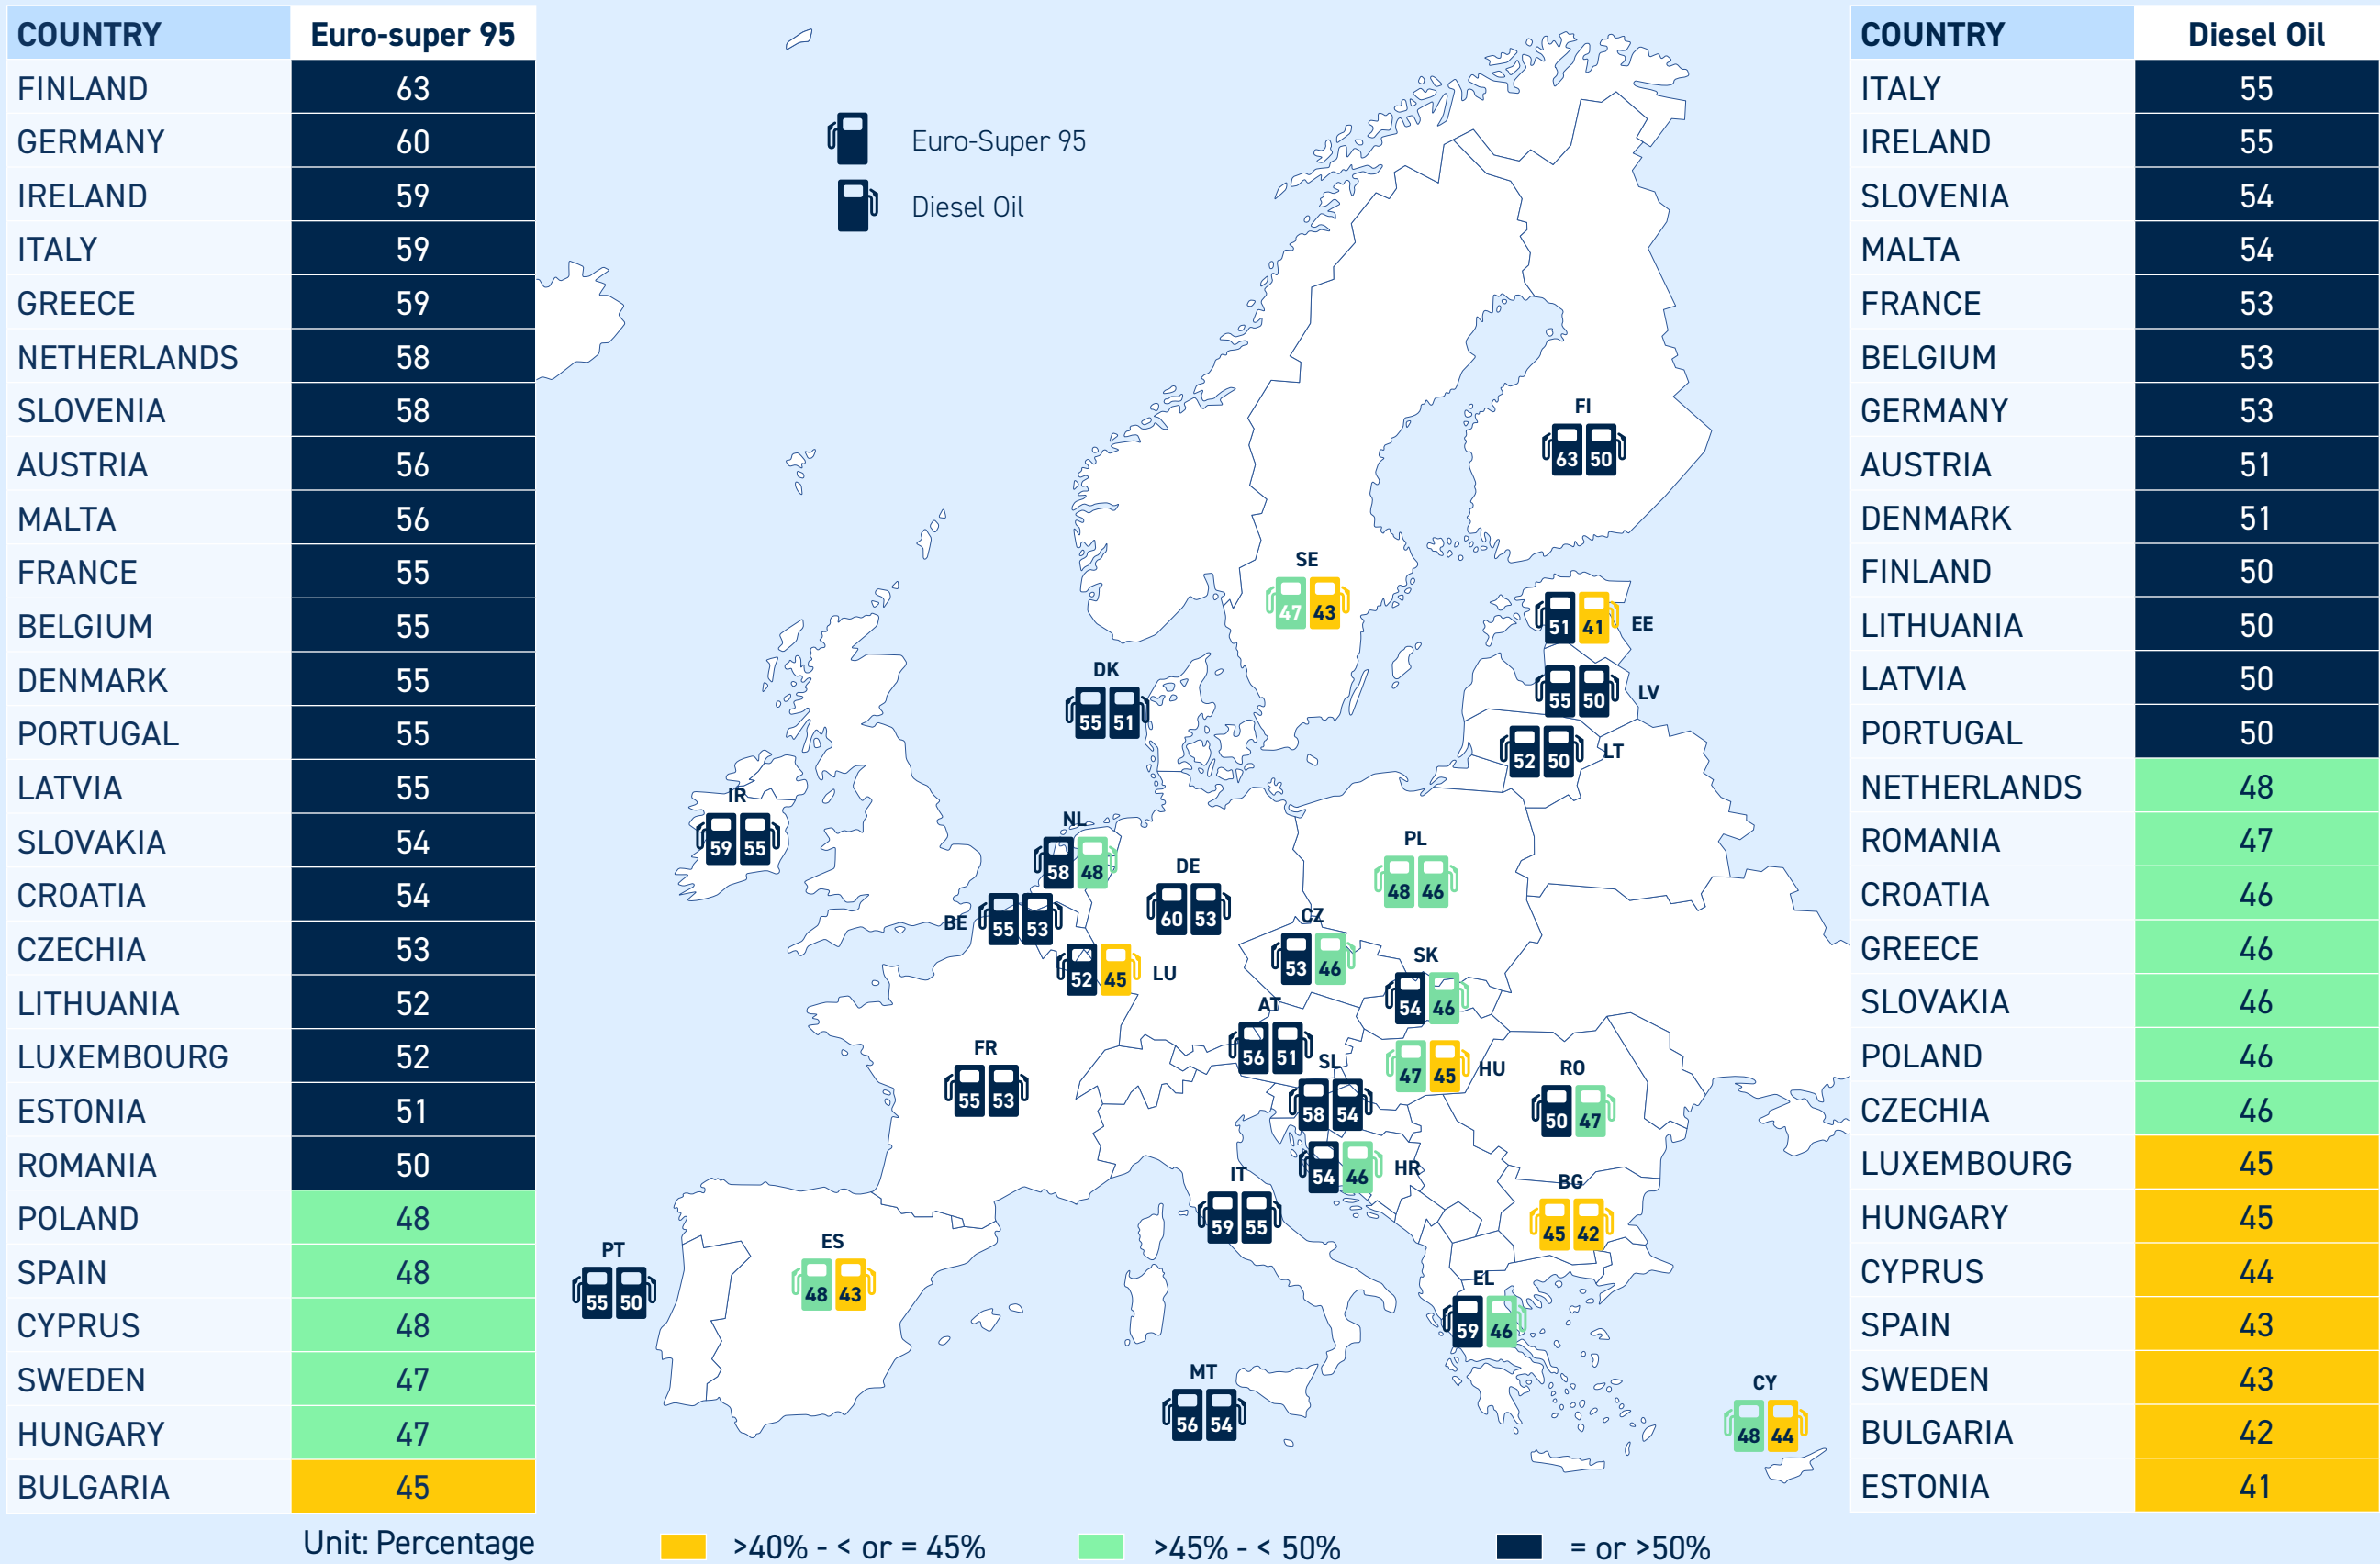 COUNTRY Euro-super 95
FINLAND 63
GERMANY 60
IRELAND 59
ITALY 59
GREECE 59
NETHERLANDS 58
SLOVENIA 58
AUSTRIA 56
MALTA 56
FRANCE 55
BELGIUM 55
DENMARK 55
PORTUGAL 55
LATVIA 55
SLOVAKIA 54
CROATIA 54
CZECHIA 53
LITHUANIA 52
LUXEMBOURG 52
ESTONIA 51
ROMANIA 50
POLAND 48
SPAIN 48
CYPRUS 48
SWEDEN 47
HUNGARY 47
BULGARIA 45
Unit: Percentage
Euro-Super 95
Diesel Oil
FI
63 50
SE
47 43
51 41 EE
DK
55 51
55 50 LV
52 50 LT
IR
59 55
NL
58 48
DE
60 53
PL
48 46
BE 55 53
CZ
53 46
52 45 LU
SK
54 46
AT
56 51
FR
55 53
47 45 HU
SL
58 54
RO
50 47
54 46 HR
IT
59 55
BG
45 42
PT
55 50
ES
48 43
EL
59 46
MT
56 54
CY
48 44
>40% - < or = 45%
>45% - < 50%
= or >50%
COUNTRY Diesel Oil
ITALY 55
IRELAND 55
SLOVENIA 54
MALTA 54
FRANCE 53
BELGIUM 53
GERMANY 53
AUSTRIA 51
DENMARK 51
FINLAND 50
LITHUANIA 50
LATVIA 50
PORTUGAL 50
NETHERLANDS 48
ROMANIA 47
CROATIA 46
GREECE 46
SLOVAKIA 46
POLAND 46
CZECHIA 46
LUXEMBOURG 45
HUNGARY 45
CYPRUS 44
SPAIN 43
SWEDEN 43
BULGARIA 42
ESTONIA 41